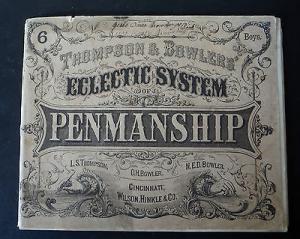 6
Boys.
THOMPSON & BOWLERS'
ECLECTIC SYSTEM
OF
PENMANSHIP
L.S. THOMPSON.
O.H. BOWLER.
N.E.D. BOWLER.
CINCINNATI,
WILSON, HINKLE & CO.